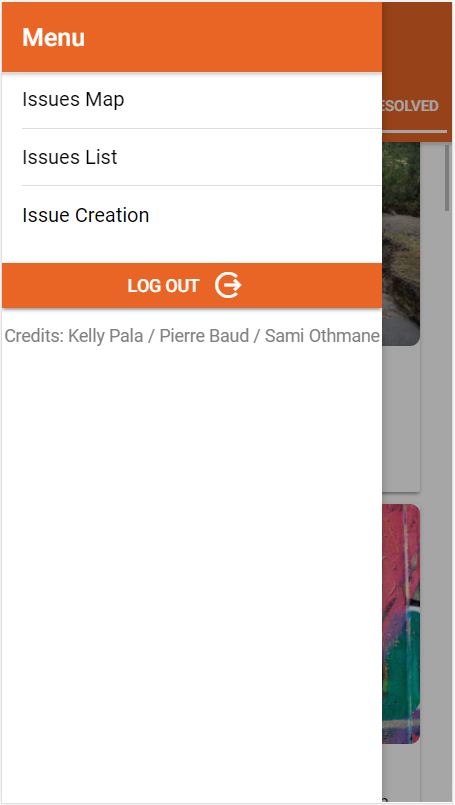 Menu
Issues Map
Issues List
Issue Creation
LOG OUT
Credits: Kelly Pala / Pierre Baud / Sami Othmane
ESOLVED